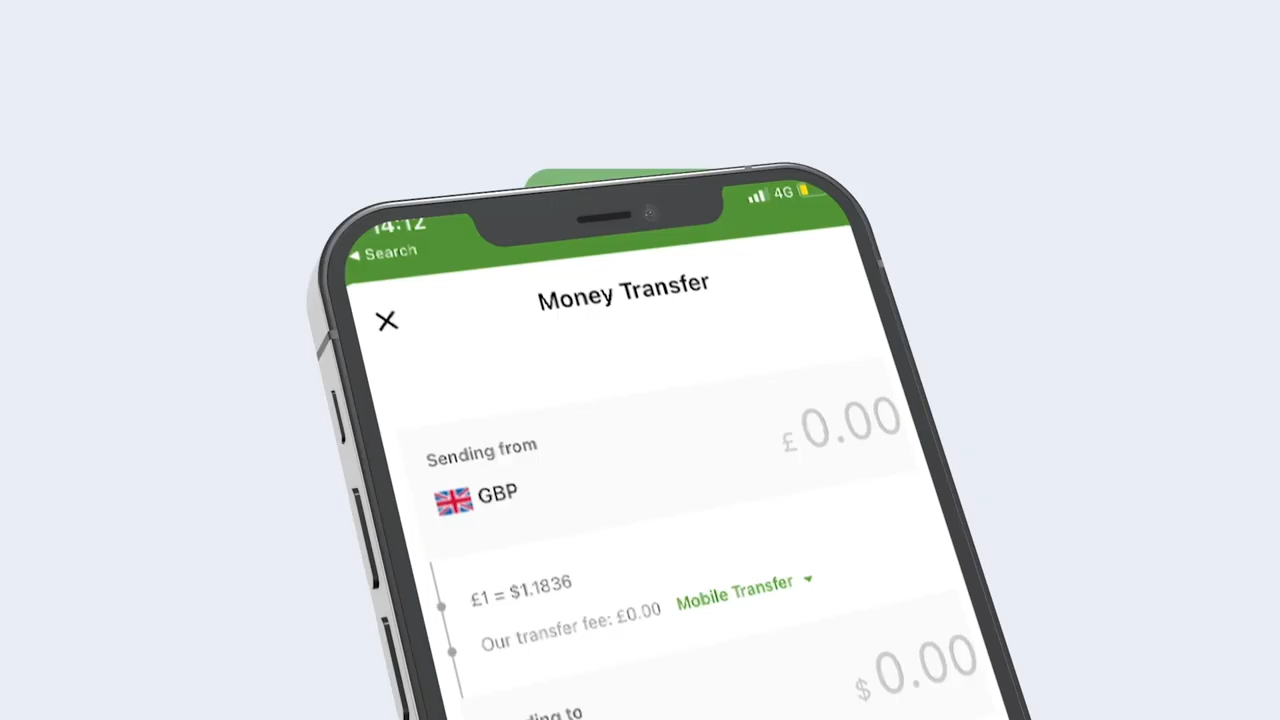 14:12
4G
◀ Search
Money Transfer
Sending from
£0.00
GBP
£1 = $1.1836
Our transfer fee: £0.00 Mobile Transfer
$0.00
to